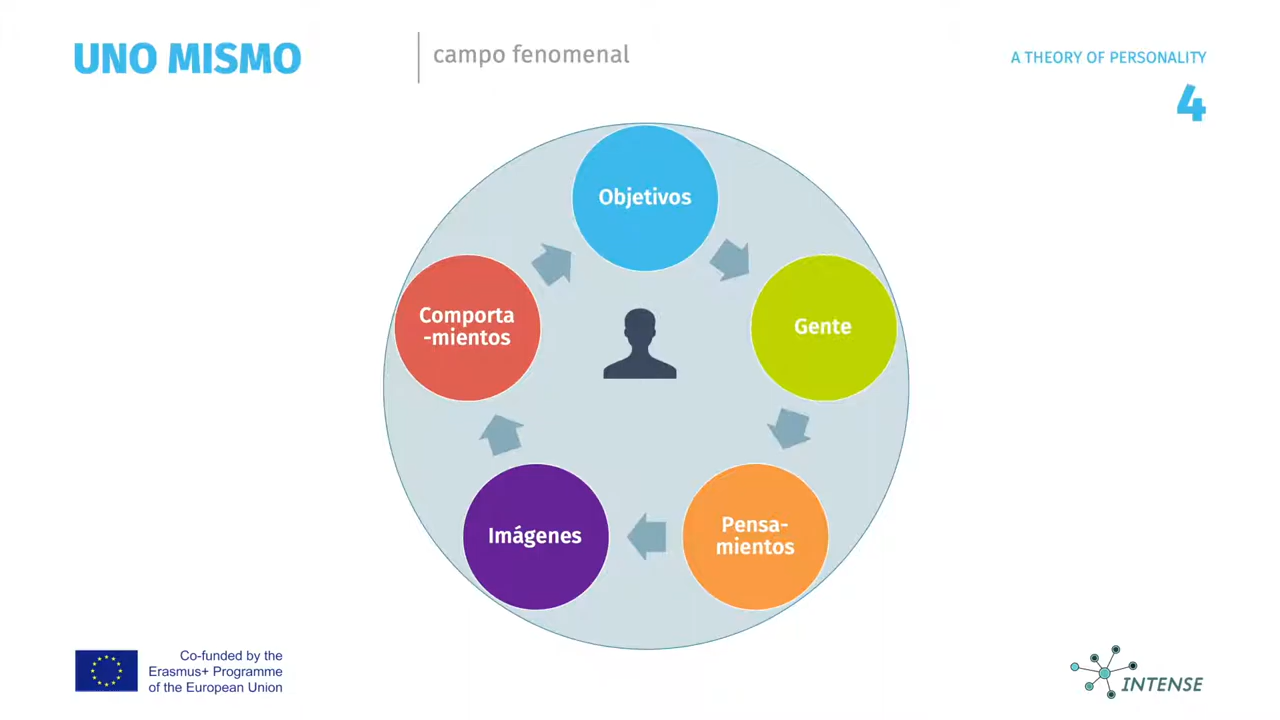 UNO MISMO
campo fenomenal
A THEORY OF PERSONALITY
4
Objetivos
Comporta
-mientos
Gente
Imágenes
Pensa-
mientos
Co-funded by the
Erasmus+ Programme
of the European Union
INTENSE